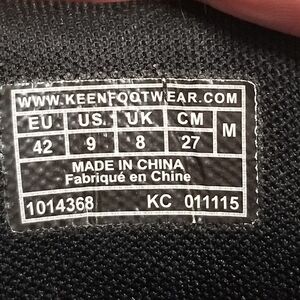 WWW.KEENFOOTWEAR.COM
EU US UK CM M
42 9 8 27
MADE IN CHINA
Fabriqué en Chine
1014368 KC 011115